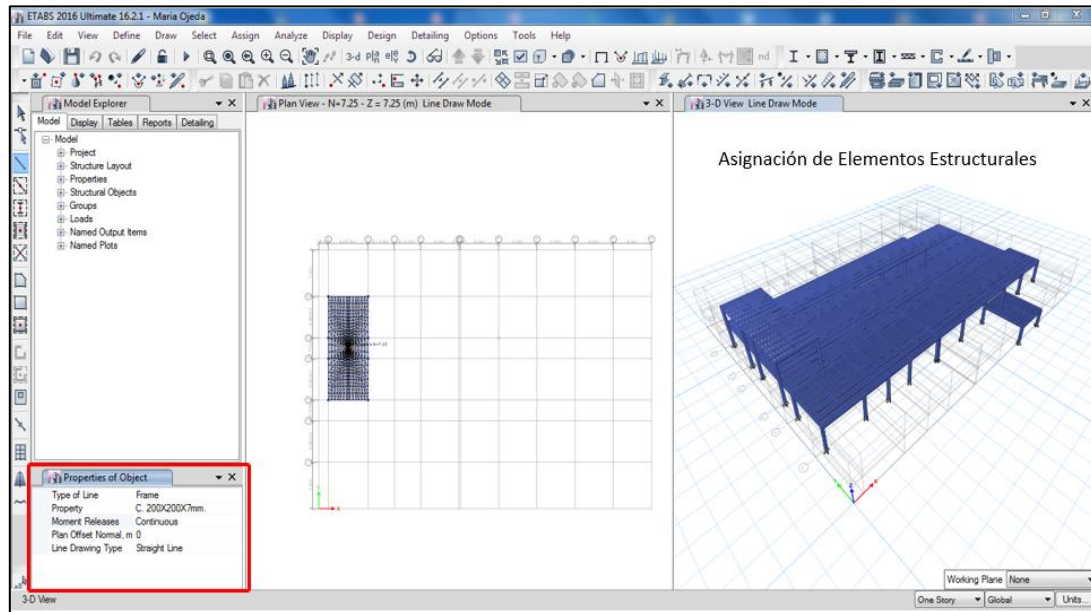 ETABS 2016 Ultimate 16.2.1 - Maria Ojeda
File Edit View Define Draw Select Assign Analyze Display Design Detailing Options Tools Help
3-d
nd
Model Explorer
Model Display Tables Reports Detailing
Model
Project
Structure Layout
Properties
Structural Objects
Groups
Loads
Named Output Items
Named Plots
Properties of Object
Type of Line Frame
Property C. 200X200X7mm.
Moment Releases Continuous
Plan Offset Normal, m 0
Line Drawing Type Straight Line
Plan View - N+7.25 - Z = 7.25 (m) Line Draw Mode
X
3-D View Line Draw Mode
Asignación de Elementos Estructurales
Working Plane None
3-D View
One Story Global Units...